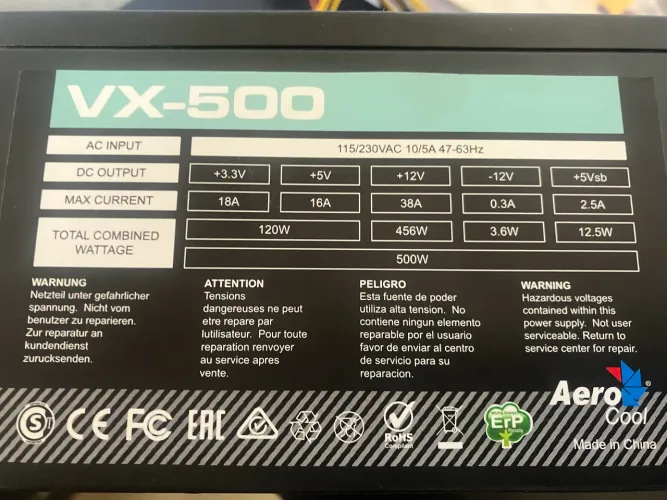 VX-500
AC INPUT 115/230VAC 10/5A 47-63Hz
DC OUTPUT +3.3V +5V +12V -12V +5Vsb
MAX CURRENT 18A 16A 38A 0.3A 2.5A
TOTAL COMBINED WATTAGE 120W 456W 3.6W 12.5W
500W
WARNUNG
Netzteil unter gefahrlicher
spannung. Nicht vom
benutzer zu reparieren.
Zur reparatur an
kundendienst
zurucksenden.
ATTENTION
Tensions
dangereuses ne peut
etre repare par
lutilisateur. Pour toute
reparation renvoyer
au service apres
vente.
PELIGRO
Esta fuente de poder
utiliza alta tension. No
contiene ningun elemento
reparable por el usuario
favor de enviar al centro
de servicio para su
reparacion.
WARNING
Hazardous voltages
contained within this
power supply. Not user
serviceable. Return to
service center for repair.
S CE FC EAC RoHS
Compliant
ErP
Aero
Cool
Made in China